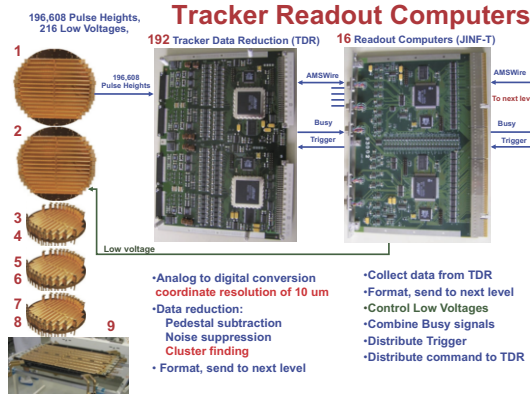 Tracker Readout Computers
196,608 Pulse Heights,
216 Low Voltages,
192 Tracker Data Reduction (TDR)
16 Readout Computers (JINF-T)
1
196,608
Pulse Heights
AMSWire
AMSWire
To next lev
2
Busy
Busy
Trigger
Trigger
3
4
Low voltage
5
6
7
8
9
•Analog to digital conversion
coordinate resolution of 10 um
•Data reduction:
Pedestal subtraction
Noise suppression
Cluster finding
• Format, send to next level
•Collect data from TDR
•Format, send to next level
•Control Low Voltages
•Combine Busy signals
•Distribute Trigger
•Distribute command to TDR